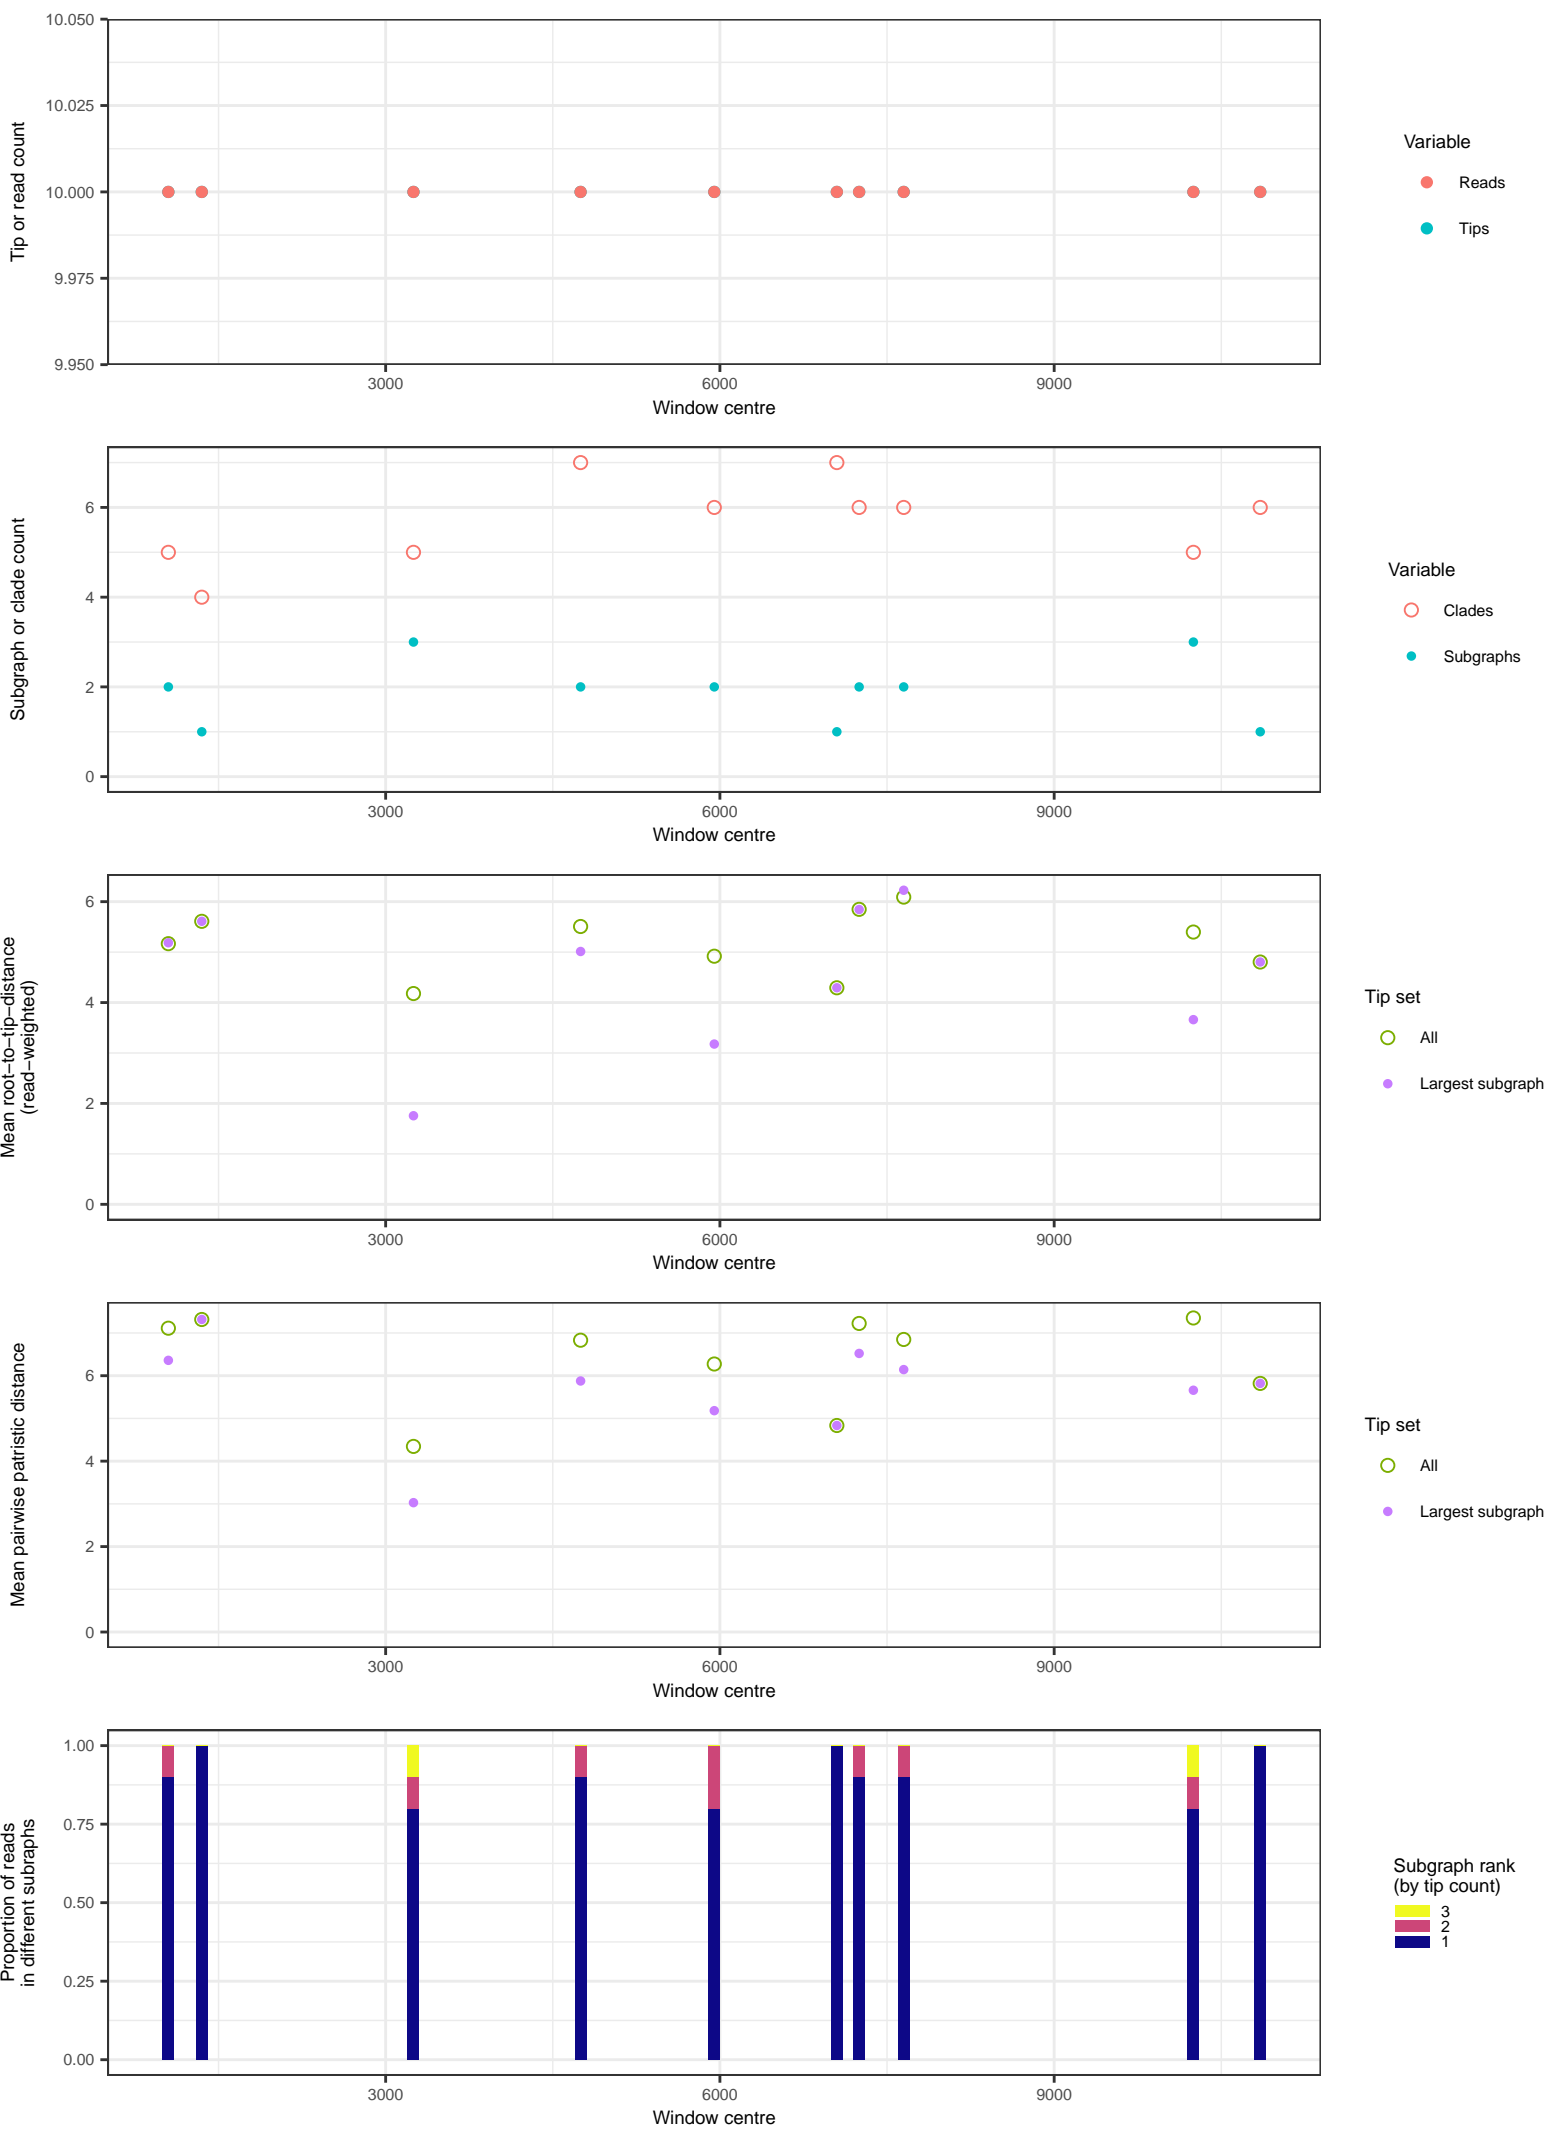 10.050
10.025
10.000
9.975
9.950
Tip or read count
3000 6000 9000
Window centre
Variable
Reads
Tips
6
4
2
0
Subgraph or clade count
3000 6000 9000
Window centre
Variable
Clades
Subgraphs
6
4
2
0
Mean root−to−tip−distance
(read−weighted)
3000 6000 9000
Window centre
Tip set
All
Largest subgraph
6
4
2
0
Mean pairwise patristic distance
3000 6000 9000
Window centre
Tip set
All
Largest subgraph
1.00
0.75
0.50
0.25
0.00
Proportion of reads
in different subraphs
3000 6000 9000
Window centre
Subgraph rank
(by tip count)
3
2
1